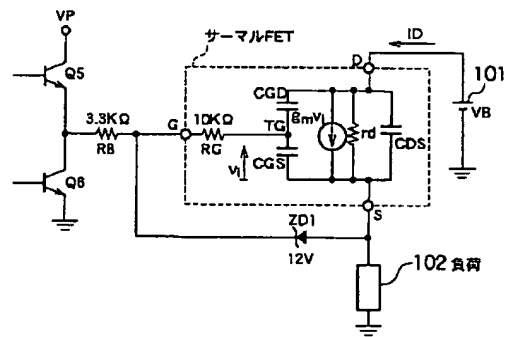 VP
サーマルFET
D
ID
101
Q5
CGD
gmvi
VB
3.3KΩ
G
10KΩ
TG
rd
RB
RG
CGS
CDS
Q6
vi
S
ZD1
12V
102 負荷